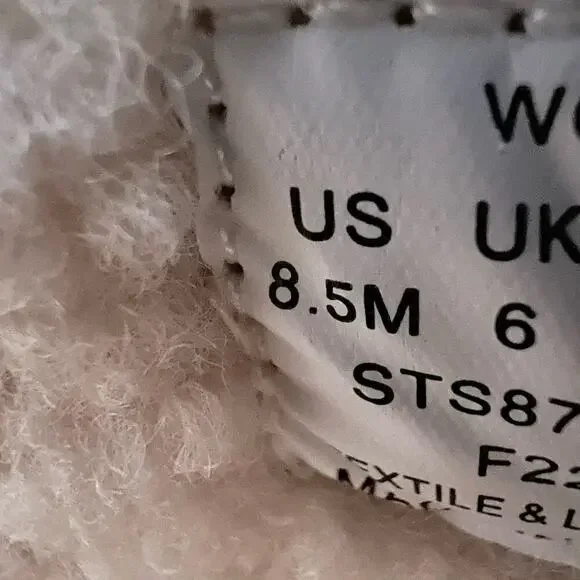 US UK
8.5M 6
STS87
F22
TEXTILE & L